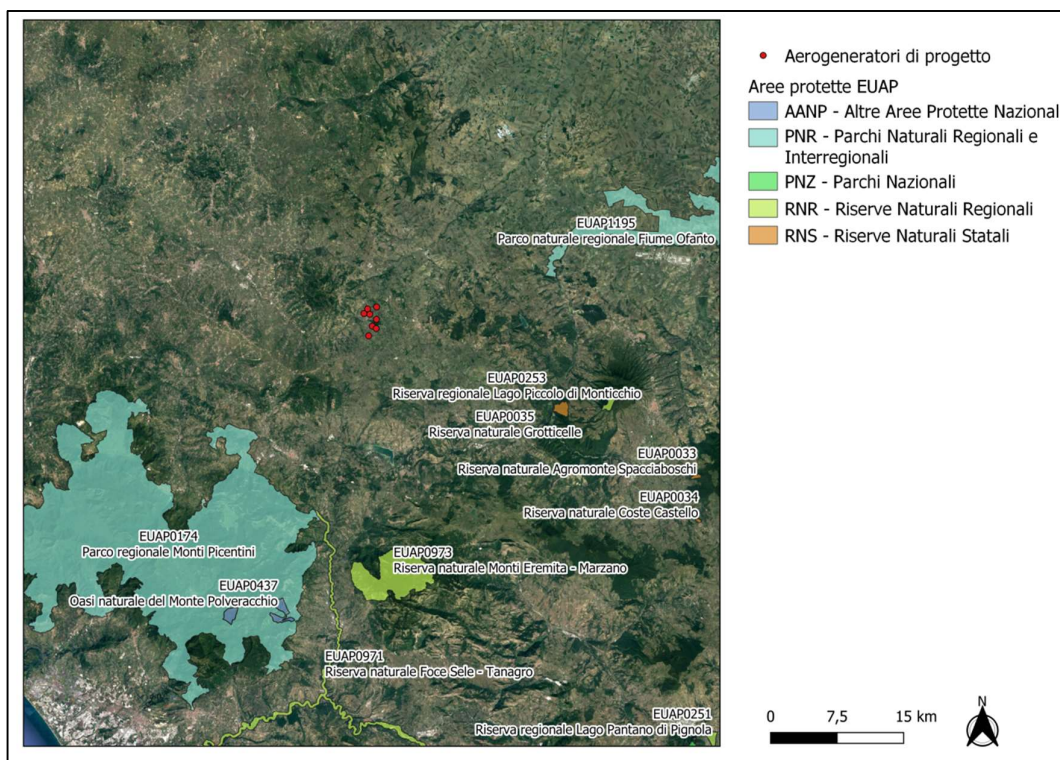 EUAP1195
Parco naturale regionale Fiume Ofanto
EUAP0253
Riserva regionale Lago Piccolo di Monticchio
EUAP0035
Riserva naturale Grotticelle
EUAP0033
Riserva naturale Agromonte Spacciaboschi
EUAP0034
Riserva naturale Coste Castello
EUAP0174
Parco regionale Monti Picentini
EUAP0973
Riserva naturale Monti Eremita - Marzano
EUAP0437
Oasi naturale del Monte Polveracchio
EUAP0971
Riserva naturale Foce Sele - Tanagro
EUAP0251
Riserva regionale Lago Pantano di Pignola
Aerogeneratori di progetto
Aree protette EUAP
AANP - Altre Aree Protette Nazional
PNR - Parchi Naturali Regionali e
Interregionali
PNZ - Parchi Nazionali
RNR - Riserve Naturali Regionali
RNS - Riserve Naturali Statali
0 7,5 15 km
N